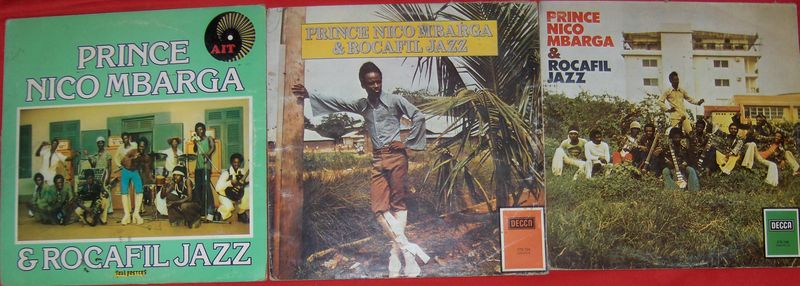 PRINCE
NICO MBARGA
AIT
& ROCAFIL JAZZ
PRINCE NICO MBARGA
& ROCAFIL JAZZ
DECCA
PRINCE
NICO
MBARGA
&
ROCAFIL
JAZZ
DECCA